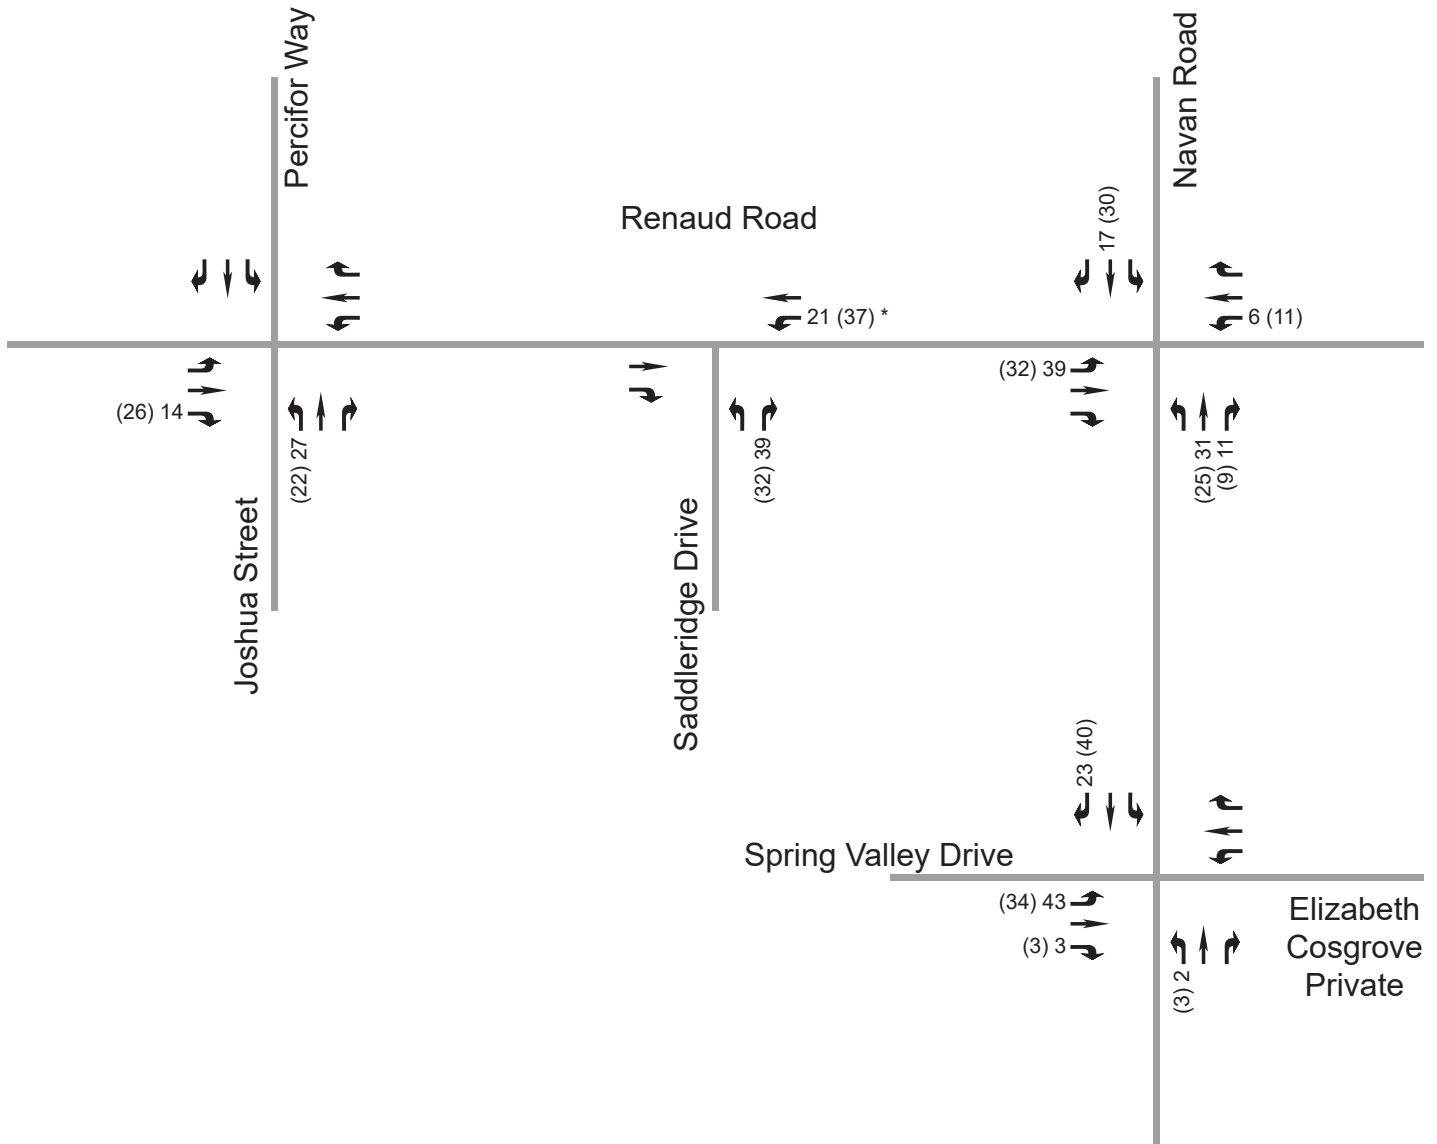 Percifor Way
Navan Road
Renaud Road
17 (30)
21 (37) *
6 (11)
(32) 39
(26) 14
(22) 27
(32) 39
(25) 31
(9) 11
Joshua Street
Saddleridge Drive
23 (40)
Spring Valley Drive
(34) 43
(3) 3
(3) 2
Elizabeth
Cosgrove
Private